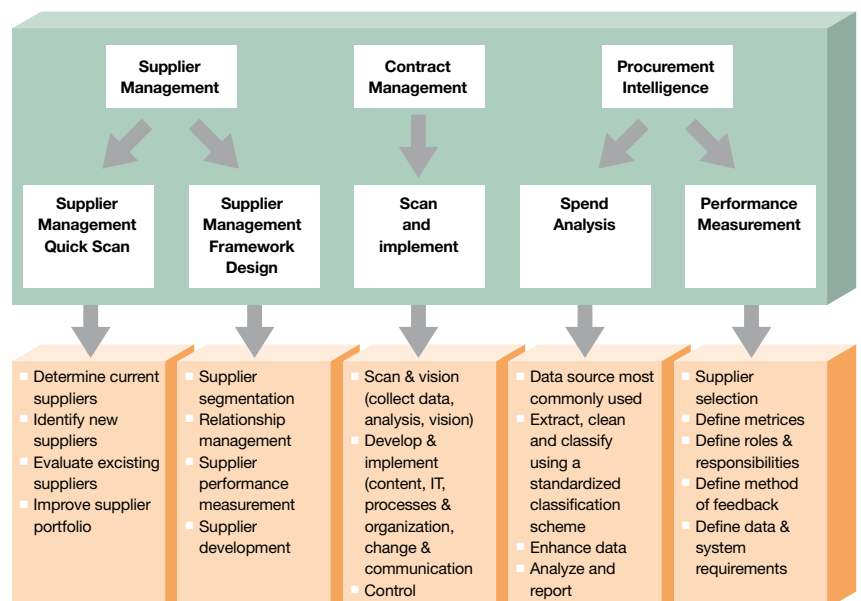 Supplier
Management
Contract
Management
Procurement
Intelligence
Supplier
Management
Quick Scan
Supplier
Management
Framework
Design
Scan
and
implement
Spend
Analysis
Performance
Measurement
Determine current
suppliers
Identify new
suppliers
Evaluate excisting
suppliers
Improve supplier
portfolio
Supplier
segmentation
Relationship
management
Supplier
performance
measurement
Supplier
development
Scan & vision
(collect data,
analysis, vision)
Develop &
implement
(content, IT,
processes &
organization,
change &
communication
Control
Data source most
commonly used
Extract, clean
and classify
using a
standardized
classification
scheme
Enhance data
Analyze and
report
Supplier
selection
Define metrices
Define roles &
responsibilities
Define method
of feedback
Define data &
system
requirements